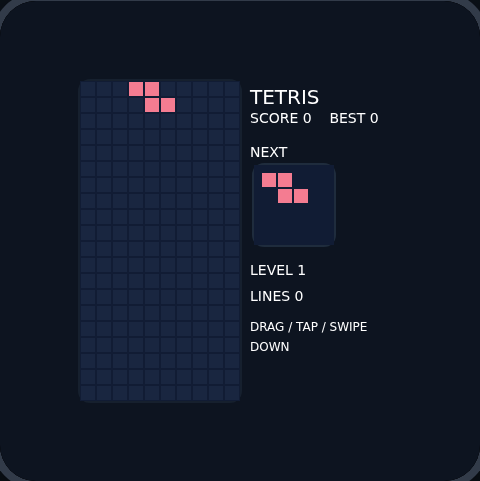 TETRIS
SCORE 0 BEST 0
NEXT
LEVEL 1
LINES 0
DRAG / TAP / SWIPE
DOWN